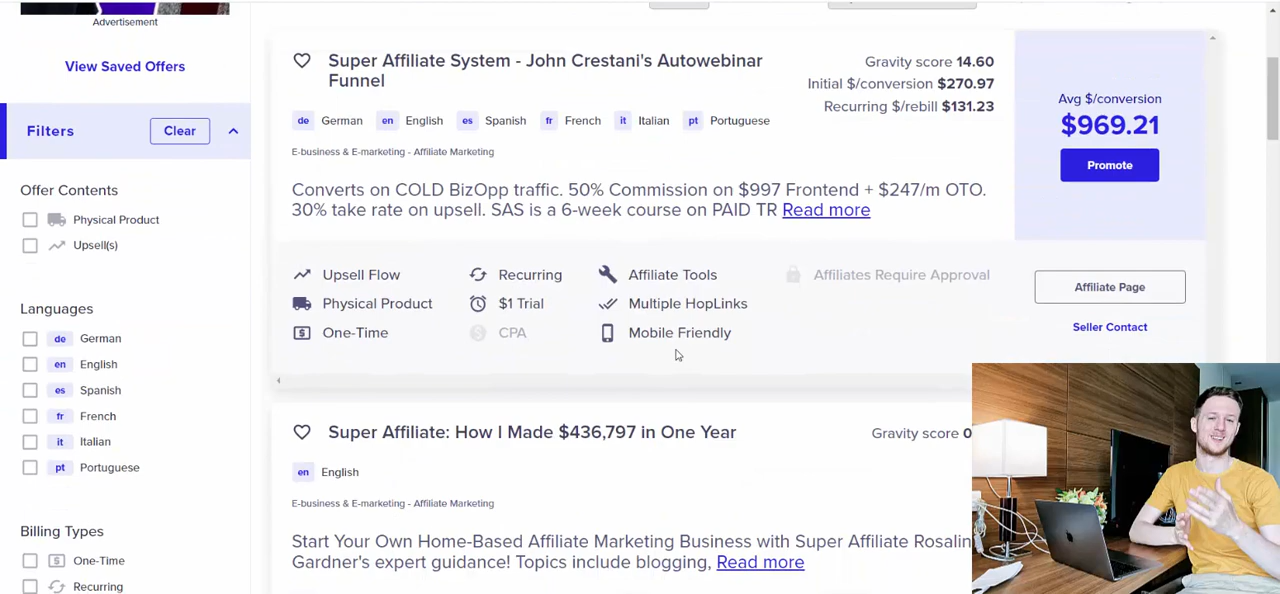 Advertisement
View Saved Offers
Filters
Clear
Offer Contents
Physical Product
Upsell(s)
Languages
de German
en English
es Spanish
fr French
it Italian
pt Portuguese
Billing Types
One-Time
Recurring
Super Affiliate System - John Crestani's Autowebinar
Funnel
de German en English es Spanish fr French it Italian pt Portuguese
E-business & E-marketing - Affiliate Marketing
Gravity score 14.60
Initial $/conversion $270.97
Recurring $/rebill $131.23
Converts on COLD BizOpp traffic. 50% Commission on $997 Frontend + $247/m OTO.
30% take rate on upsell. SAS is a 6-week course on PAID TR Read more
Avg $/conversion
$969.21
Promote
Upsell Flow Recurring Affiliate Tools Affiliates Require Approval
Physical Product $1 Trial Multiple HopLinks
One-Time CPA Mobile Friendly
Affiliate Page
Seller Contact
Super Affiliate: How I Made $436,797 in One Year
Gravity score 0
en English
E-business & E-marketing - Affiliate Marketing
Start Your Own Home-Based Affiliate Marketing Business with Super Affiliate Rosalin
Gardner's expert guidance! Topics include blogging, Read more